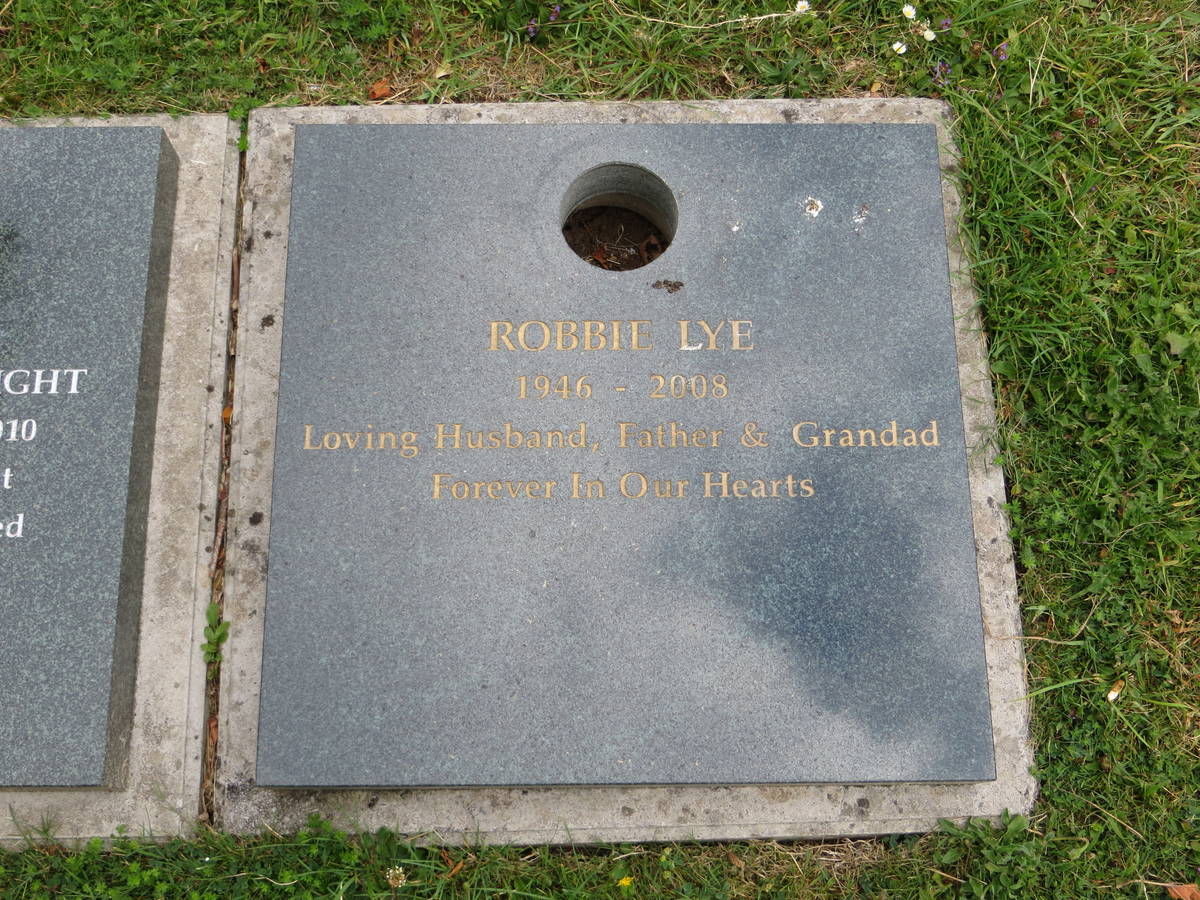 ROBBIE LYE
1946 - 2008
Loving Husband, Father & Grandad
Forever In Our Hearts